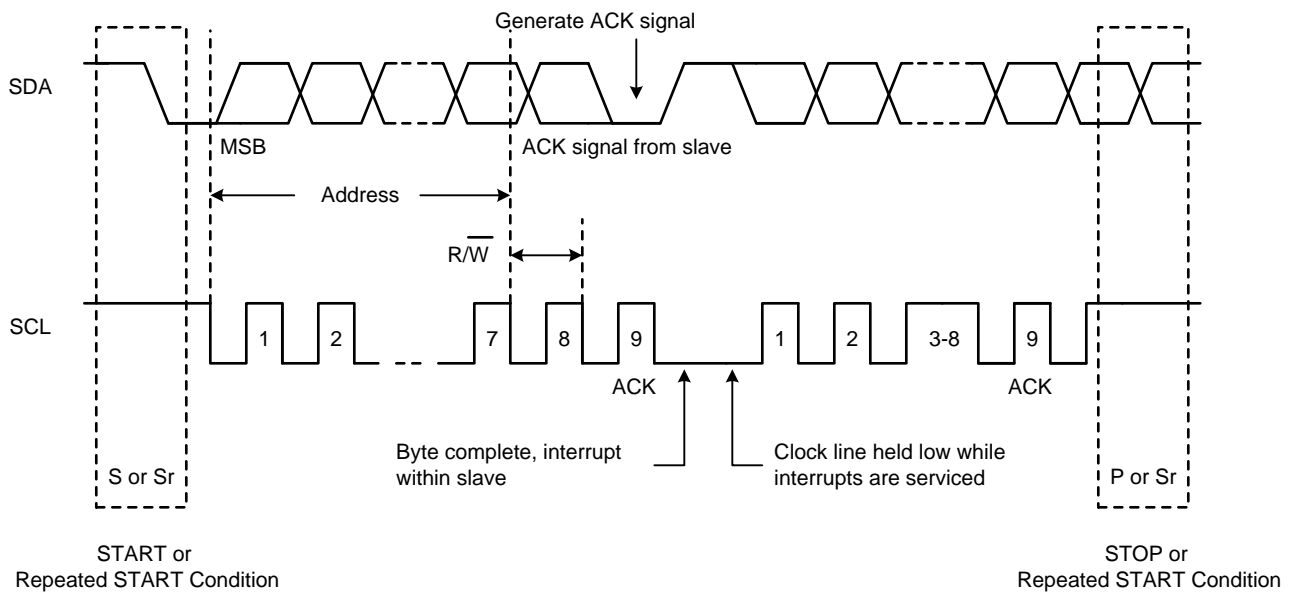 Generate ACK signal
SDA
MSB
ACK signal from slave
Address
R/W
SCL
1
2
7
8
9
1
2
3-8
9
ACK
ACK
Byte complete, interrupt
within slave
Clock line held low while
interrupts are serviced
S or Sr
P or Sr
START or
Repeated START Condition
STOP or
Repeated START Condition